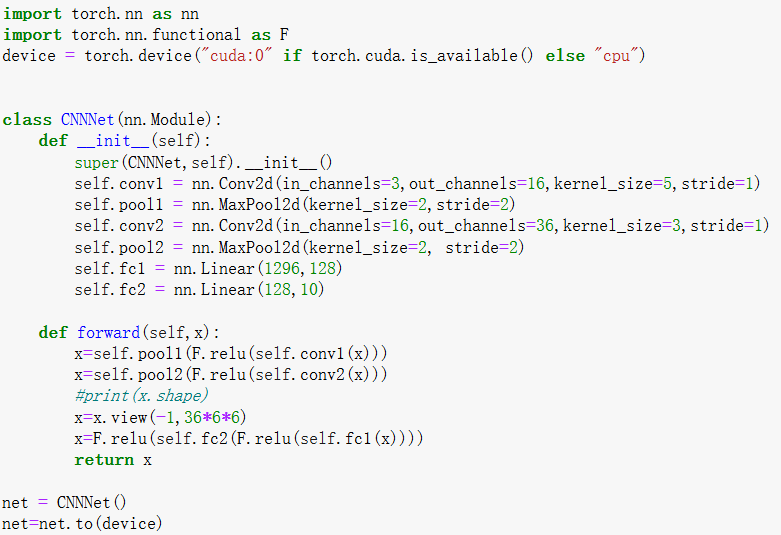 import torch.nn as nn
import torch.nn.functional as F
device = torch.device("cuda:0" if torch.cuda.is_available() else "cpu")
class CNNNet(nn.Module):
    def __init__(self):
        super(CNNNet,self).__init__()
        self.conv1 = nn.Conv2d(in_channels=3,out_channels=16,kernel_size=5,stride=1)
        self.pool1 = nn.MaxPool2d(kernel_size=2,stride=2)
        self.conv2 = nn.Conv2d(in_channels=16,out_channels=36,kernel_size=3,stride=1)
        self.pool2 = nn.MaxPool2d(kernel_size=2, stride=2)
        self.fc1 = nn.Linear(1296,128)
        self.fc2 = nn.Linear(128,10)
    def forward(self,x):
        x=self.pool1(F.relu(self.conv1(x)))
        x=self.pool2(F.relu(self.conv2(x)))
        #print(x.shape)
        x=x.view(-1,36*6*6)
        x=F.relu(self.fc2(F.relu(self.fc1(x))))
        return x
net = CNNNet()
net=net.to(device)